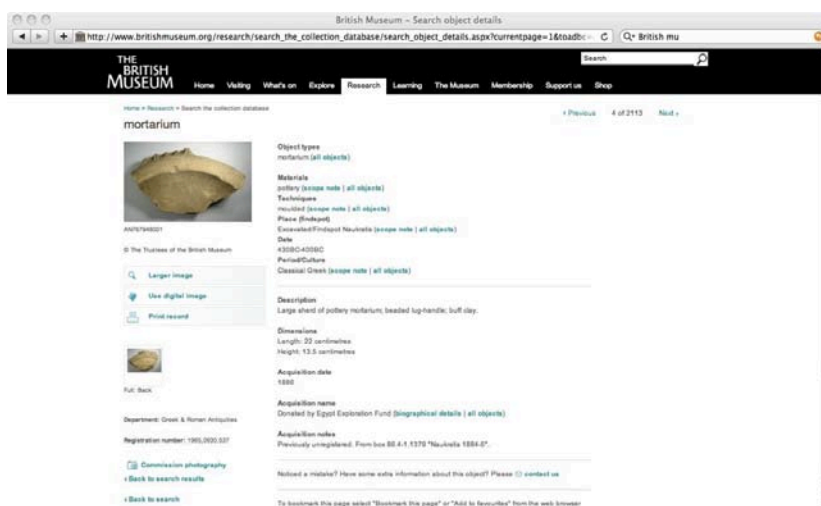 British Museum – Search object details
http://www.britishmuseum.org/research/search_the_collection_database/search_object_details.aspx?currentpage=1&toadbc
British mu
THE
BRITISH
MUSEUM
Search
Home Visiting What's on Explore Research Learning The Museum Membership Support us Shop
Home > Research > Search the collection database
‹ Previous 4 of 2113 Next ›
mortarium
Object types
mortarium (all objects)
Materials
pottery (scope note | all objects)
Techniques
moulded (scope note | all objects)
Place (findspot)
Excavated/Findspot Naukratis (scope note | all objects)
Date
430BC-400BC
Period/Culture
Classical Greek (scope note | all objects)
Description
Large sherd of pottery mortarium; beaded lug-handle; buff clay.
Dimensions
Length: 22 centimetres
Height: 13.5 centimetres
Acquisition date
1886
Acquisition name
Donated by Egypt Exploration Fund (biographical details | all objects)
Acquisition notes
Previously unregistered. From box 86.4-1.1379 "Naukratis 1884-5".
Noticed a mistake? Have some extra information about this object? Please contact us
To bookmark this page select "Bookmark this page" or "Add to favourites" from the web browser
© The Trustees of the British Museum
Larger image
Use digital image
Print record
Full: Back
Department: Greek & Roman Antiquities
Registration number: 1965,0930.537
Commission photography
‹ Back to search results
‹ Back to search